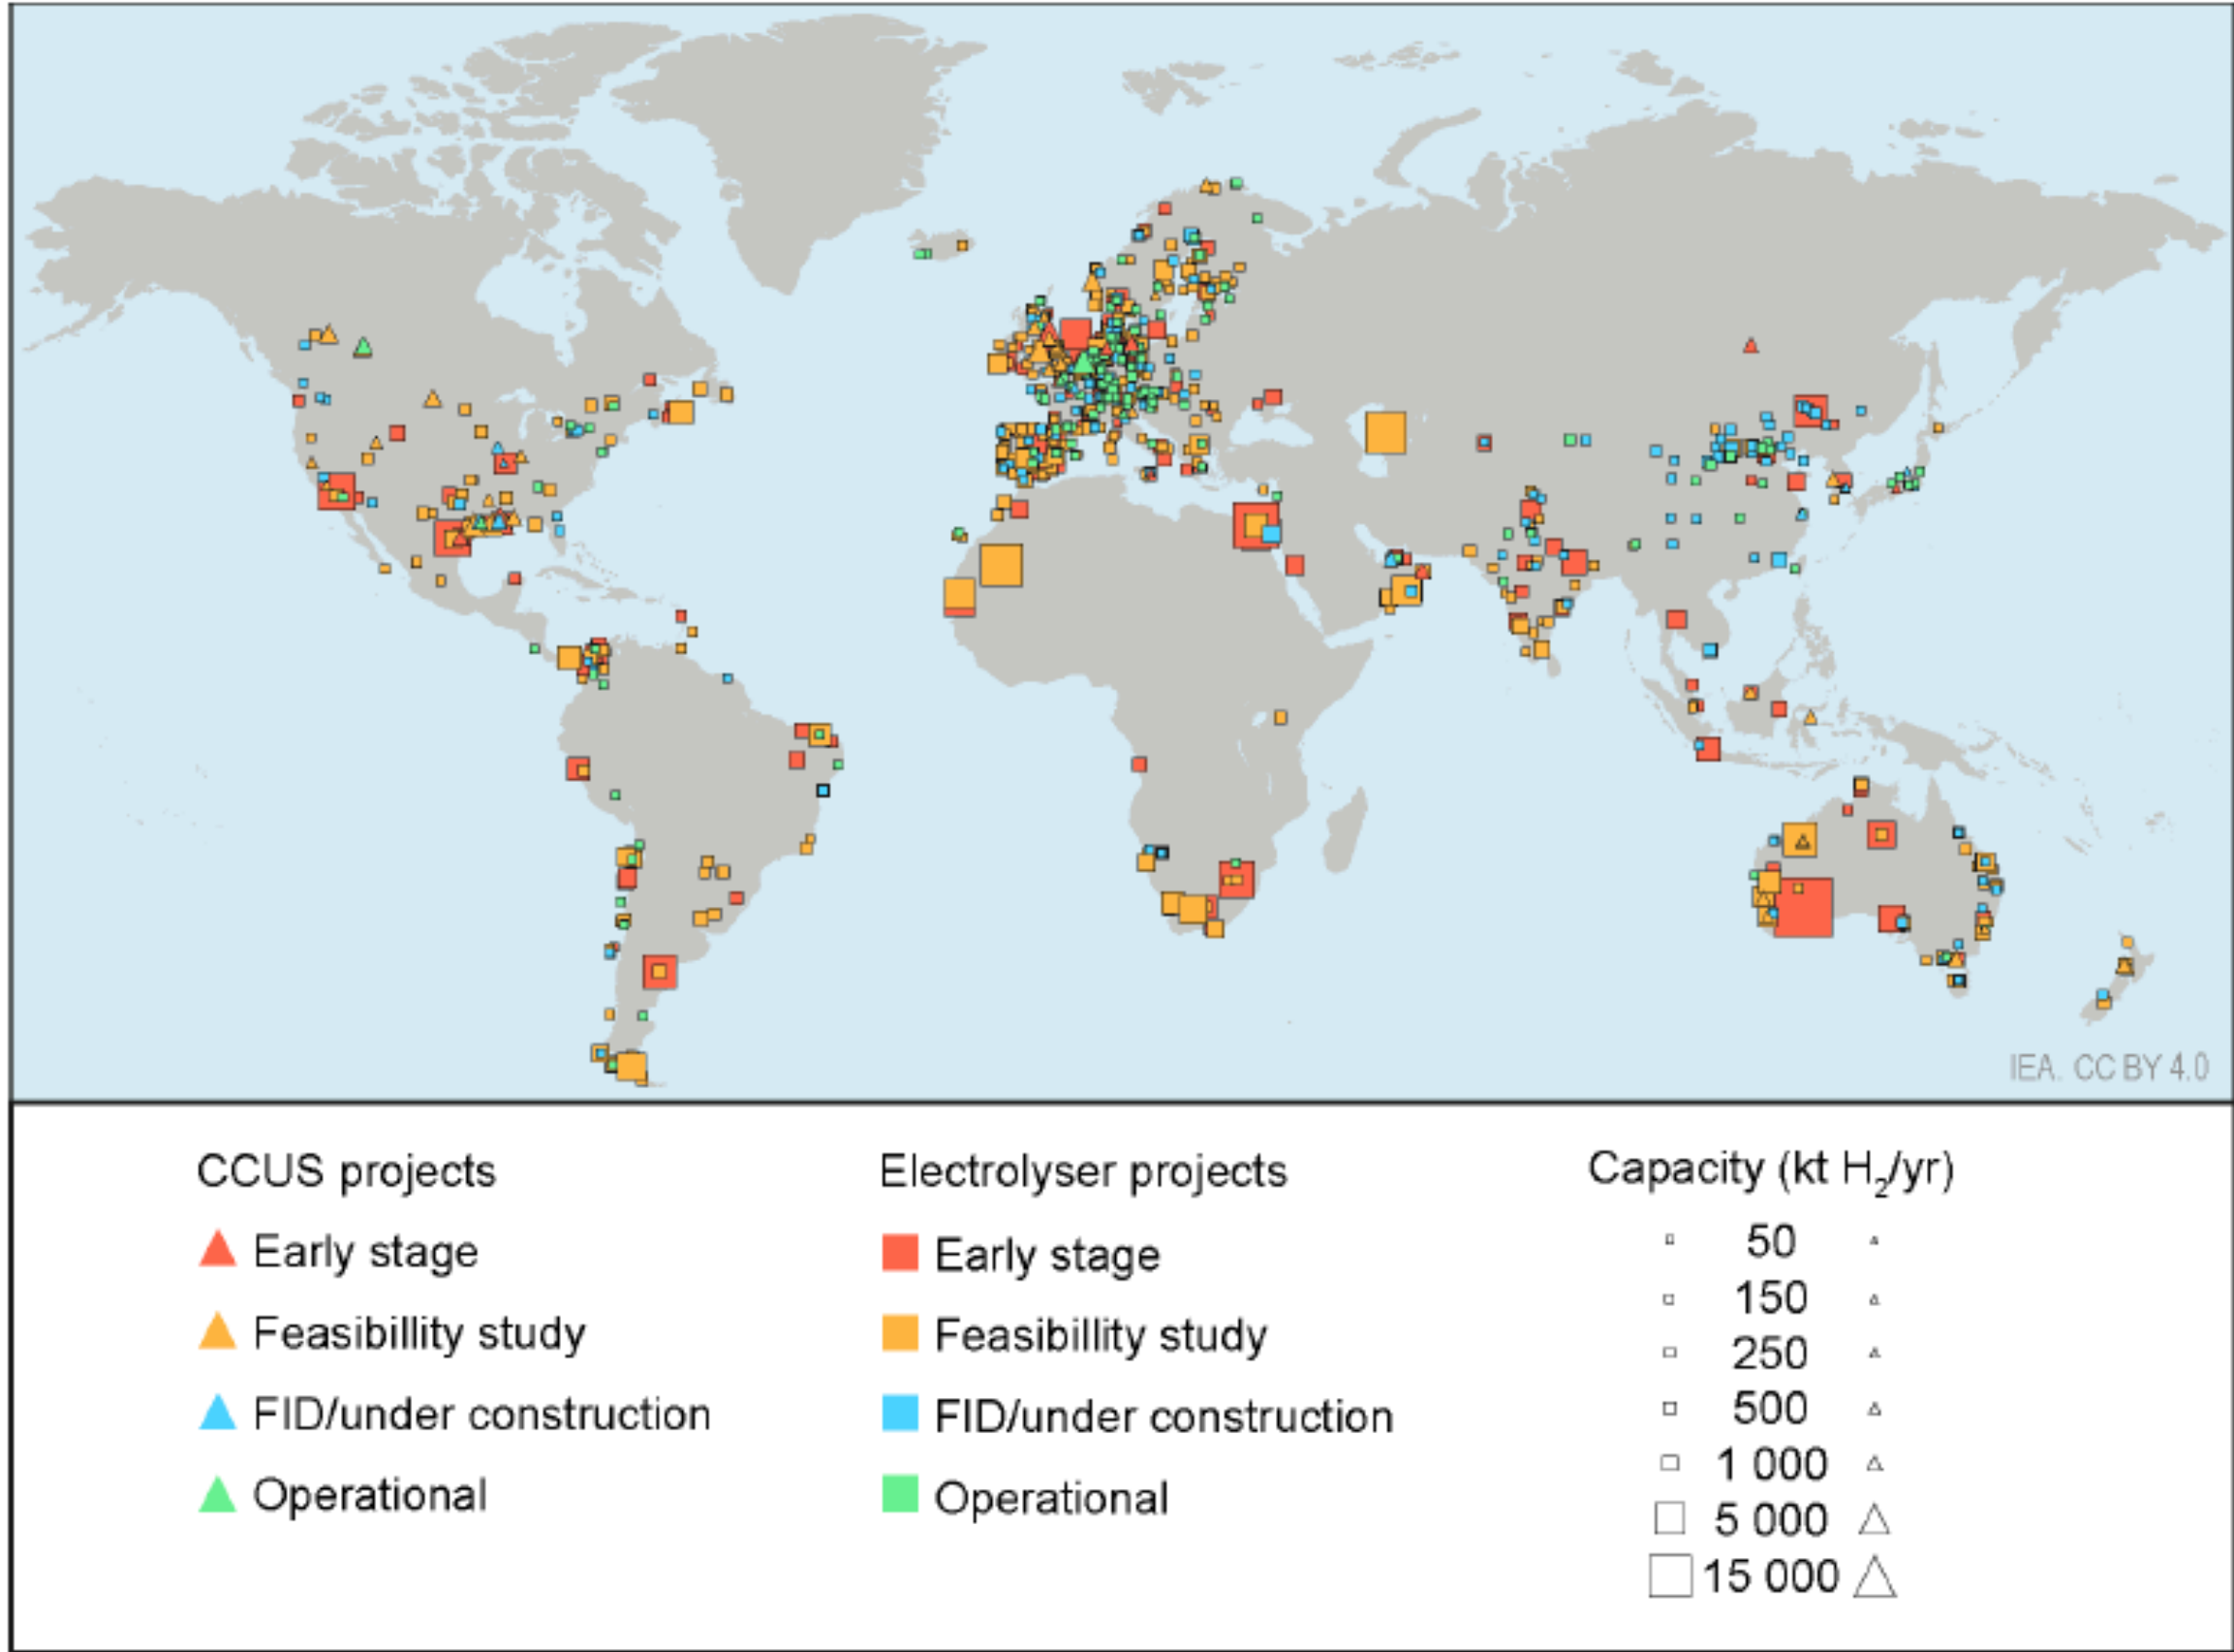 IEA. CC BY 4.0
CCUS projects
Early stage
Feasibillity study
FID/under construction
Operational
Electrolyser projects
Early stage
Feasibillity study
FID/under construction
Operational
Capacity (kt H₂/yr)
50
150
250
500
1 000
5 000
15 000